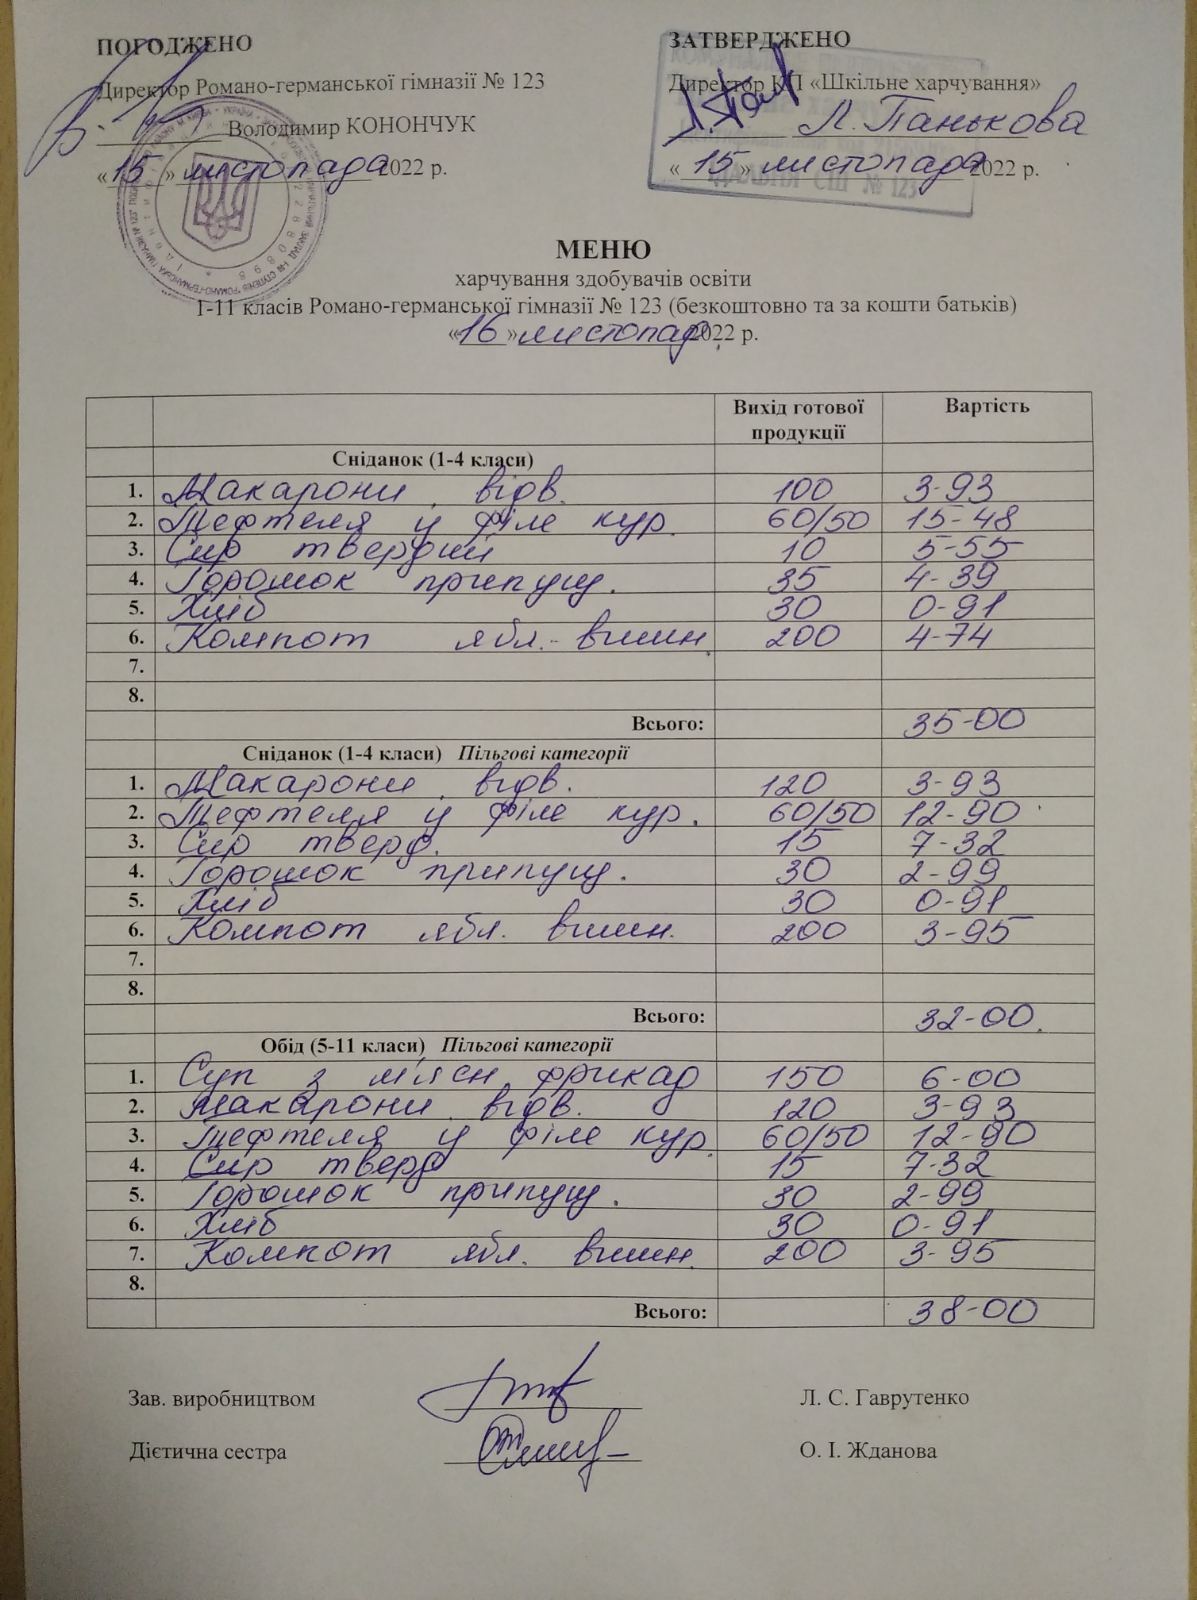 ПОГОДЖЕНО
Директор Романо-германської гімназії № 123
Володимир КОНОНЧУК
«15» листопада 2022 р.
ЗАТВЕРДЖЕНО
Директор КП «Шкільне харчування»
Л. Панькова
«15» листопада 2022 р.
МЕНЮ
харчування здобувачів освіти
1-11 класів Романо-германської гімназії № 123 (безкоштовно та за кошти батьків)
«16» листопад. 2022 р.
Вихід готової продукції Вартість
Сніданок (1-4 класи)
1. Макарони відв. 100 3-93
2. Тефтеля у філе кур. 60/50 15-48
3. Сир твердий 10 5-55
4. Горошок припущ. 35 4-39
5. Хліб 30 0-91
6. Компот ябл.-вишн. 200 4-74
7.
8.
Всього: 35-00
Сніданок (1-4 класи) Пільгові категорії
1. Макарони відв. 120 3-93
2. Тефтеля у філе кур. 60/50 12-90
3. Сир тверд. 15 7-32
4. Горошок припущ. 30 2-99
5. Хліб 30 0-91
6. Компот ябл. вишн. 200 3-95
7.
8.
Всього: 32-00.
Обід (5-11 класи) Пільгові категорії
1. Суп з м'ясн фрикад 150 6-00
2. Макарони відв. 120 3-93
3. Тефтеля у філе кур. 60/50 12-90
4. Сир тверд 15 7-32
5. Горошок припущ. 30 2-99
6. Хліб 30 0-91
7. Компот ябл. вишн. 200 3-95
8.
Всього: 38-00
Зав. виробництвом Л. С. Гаврутенко
Дієтична сестра О. І. Жданова